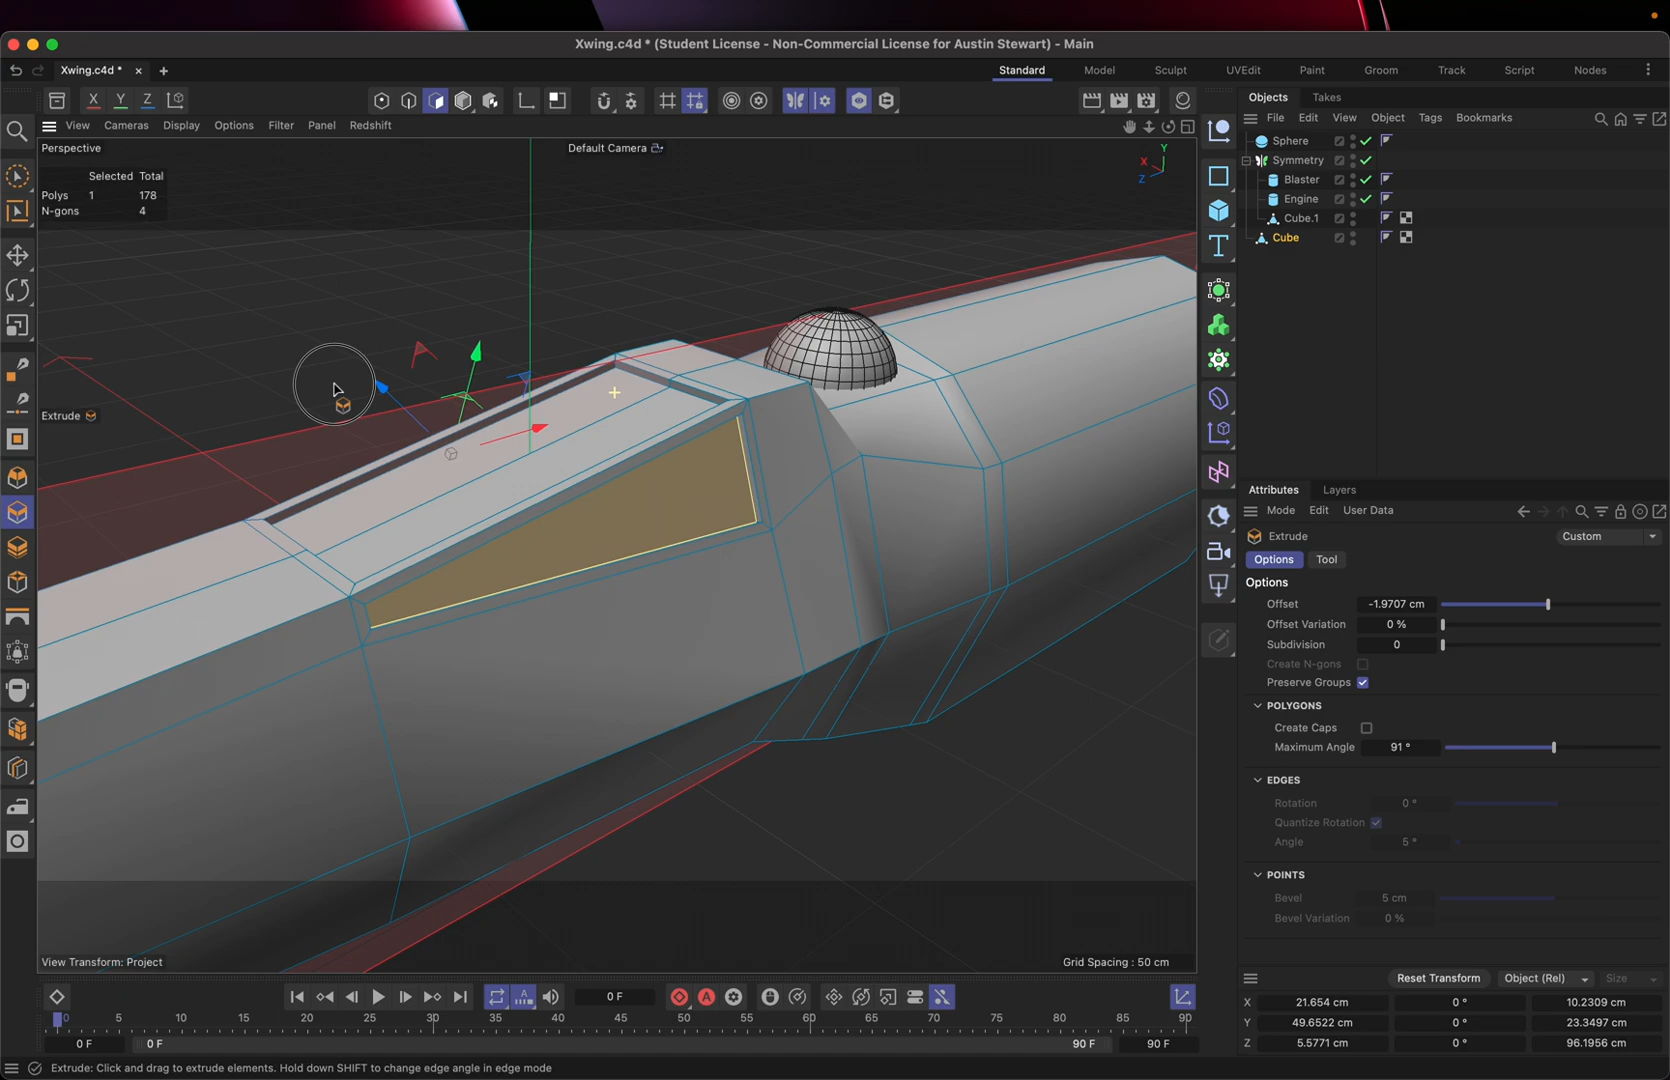 Xwing.c4d * (Student License - Non-Commercial License for Austin Stewart) - Main
Xwing.c4d * × +
Standard Model Sculpt UVEdit Paint Groom Track Script Nodes
X Y Z
Objects Takes
View Cameras Display Options Filter Panel Redshift
File Edit View Object Tags Bookmarks
Perspective
Default Camera
Y
X
Z
Selected Total
Polys 1 178
N-gons 4
Sphere
Symmetry
Blaster
Engine
Cube.1
Cube
Extrude
Attributes Layers
Mode Edit User Data
Extrude Custom
Options Tool
Options
Offset -1.9707 cm
Offset Variation 0 %
Subdivision 0
Create N-gons
Preserve Groups
POLYGONS
Create Caps
Maximum Angle 91 °
EDGES
Rotation 0 °
Quantize Rotation
Angle 5 °
POINTS
Bevel 5 cm
Bevel Variation 0 %
View Transform: Project
Grid Spacing : 50 cm
0 F
Reset Transform Object (Rel) Size
X 21.654 cm 0 ° 10.2309 cm
Y 49.6522 cm 0 ° 23.3497 cm
Z 5.5771 cm 0 ° 96.1956 cm
0 5 10 15 20 25 30 35 40 45 50 55 60 65 70 75 80 85 90
0 F 0 F 90 F 90 F
Extrude: Click and drag to extrude elements. Hold down SHIFT to change edge angle in edge mode